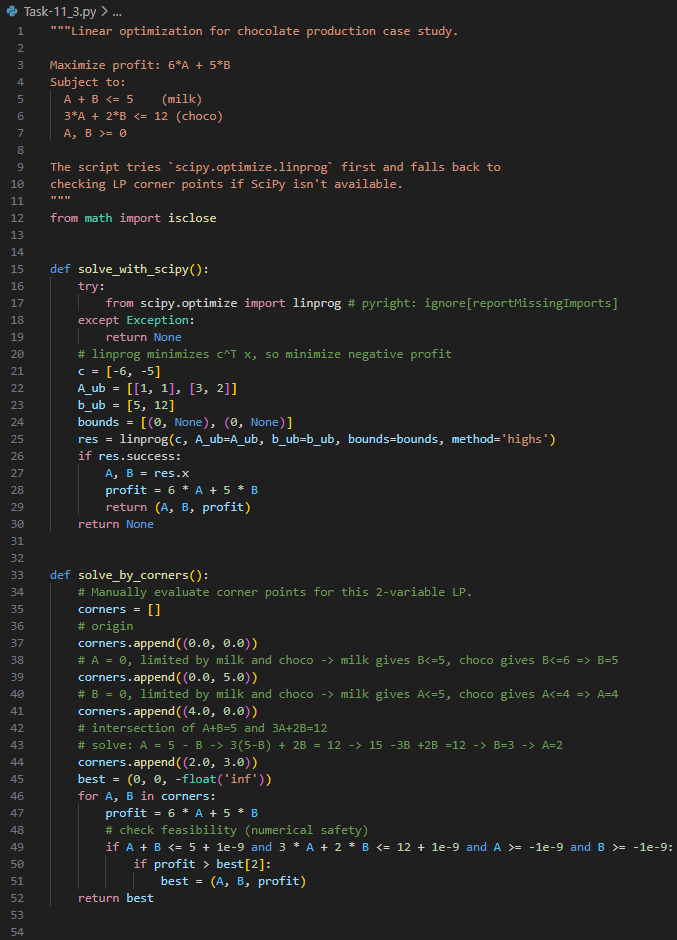 Task-11_3.py > ...
1 """Linear optimization for chocolate production case study.
2
3 Maximize profit: 6*A + 5*B
4 Subject to:
5   A + B <= 5    (milk)
6   3*A + 2*B <= 12 (choco)
7   A, B >= 0
8
9 The script tries `scipy.optimize.linprog` first and falls back to
10 checking LP corner points if SciPy isn't available.
11 """
12 from math import isclose
13
14
15 def solve_with_scipy():
16     try:
17         from scipy.optimize import linprog # pyright: ignore[reportMissingImports]
18     except Exception:
19         return None
20     # linprog minimizes c^T x, so minimize negative profit
21     c = [-6, -5]
22     A_ub = [[1, 1], [3, 2]]
23     b_ub = [5, 12]
24     bounds = [(0, None), (0, None)]
25     res = linprog(c, A_ub=A_ub, b_ub=b_ub, bounds=bounds, method='highs')
26     if res.success:
27         A, B = res.x
28         profit = 6 * A + 5 * B
29         return (A, B, profit)
30     return None
31
32
33 def solve_by_corners():
34     # Manually evaluate corner points for this 2-variable LP.
35     corners = []
36     # origin
37     corners.append((0.0, 0.0))
38     # A = 0, limited by milk and choco -> milk gives B<=5, choco gives B<=6 => B=5
39     corners.append((0.0, 5.0))
40     # B = 0, limited by milk and choco -> milk gives A<=5, choco gives A<=4 => A=4
41     corners.append((4.0, 0.0))
42     # intersection of A+B=5 and 3A+2B=12
43     # solve: A = 5 - B -> 3(5-B) + 2B = 12 -> 15 -3B +2B =12 -> B=3 -> A=2
44     corners.append((2.0, 3.0))
45     best = (0, 0, -float('inf'))
46     for A, B in corners:
47         profit = 6 * A + 5 * B
48         # check feasibility (numerical safety)
49         if A + B <= 5 + 1e-9 and 3 * A + 2 * B <= 12 + 1e-9 and A >= -1e-9 and B >= -1e-9:
50             if profit > best[2]:
51                 best = (A, B, profit)
52     return best
53
54